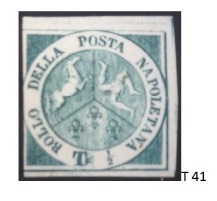 BOLLO DELLA POSTA NAPOLETANA
T 1/2
T 41